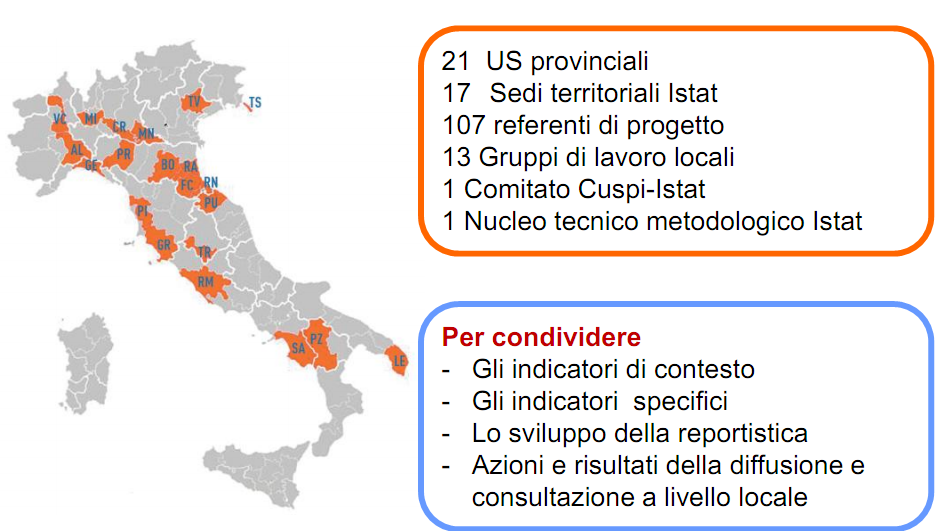 21 US provinciali
17 Sedi territoriali Istat
107 referenti di progetto
13 Gruppi di lavoro locali
1 Comitato Cuspi-Istat
1 Nucleo tecnico metodologico Istat
Per condividere
- Gli indicatori di contesto
- Gli indicatori specifici
- Lo sviluppo della reportistica
- Azioni e risultati della diffusione e
consultazione a livello locale
TV
TS
VC
MI
CR
MN
AL
GE
PR
BO
RA
FC
RN
PU
PI
GR
TR
RM
SA
PZ
LE